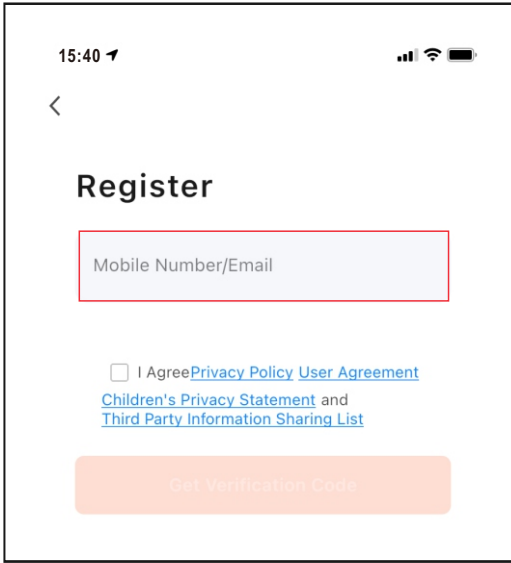 15:40
Register
Mobile Number/Email
I AgreePrivacy Policy User Agreement
Children's Privacy Statement and
Third Party Information Sharing List
Get Verification Code